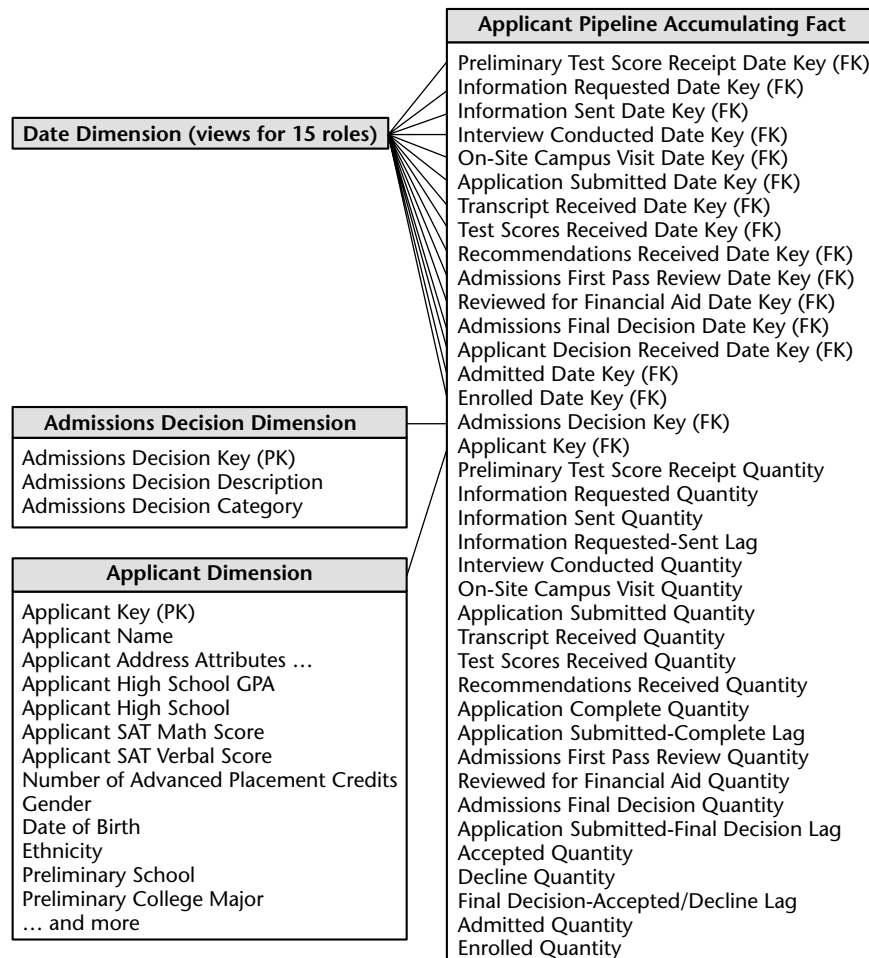 Date Dimension (views for 15 roles)
Admissions Decision Dimension
Admissions Decision Key (PK)
Admissions Decision Description
Admissions Decision Category
Applicant Dimension
Applicant Key (PK)
Applicant Name
Applicant Address Attributes …
Applicant High School GPA
Applicant High School
Applicant SAT Math Score
Applicant SAT Verbal Score
Number of Advanced Placement Credits
Gender
Date of Birth
Ethnicity
Preliminary School
Preliminary College Major
… and more
Applicant Pipeline Accumulating Fact
Preliminary Test Score Receipt Date Key (FK)
Information Requested Date Key (FK)
Information Sent Date Key (FK)
Interview Conducted Date Key (FK)
On-Site Campus Visit Date Key (FK)
Application Submitted Date Key (FK)
Transcript Received Date Key (FK)
Test Scores Received Date Key (FK)
Recommendations Received Date Key (FK)
Admissions First Pass Review Date Key (FK)
Reviewed for Financial Aid Date Key (FK)
Admissions Final Decision Date Key (FK)
Applicant Decision Received Date Key (FK)
Admitted Date Key (FK)
Enrolled Date Key (FK)
Admissions Decision Key (FK)
Applicant Key (FK)
Preliminary Test Score Receipt Quantity
Information Requested Quantity
Information Sent Quantity
Information Requested-Sent Lag
Interview Conducted Quantity
On-Site Campus Visit Quantity
Application Submitted Quantity
Transcript Received Quantity
Test Scores Received Quantity
Recommendations Received Quantity
Application Complete Quantity
Application Submitted-Complete Lag
Admissions First Pass Review Quantity
Reviewed for Financial Aid Quantity
Admissions Final Decision Quantity
Application Submitted-Final Decision Lag
Accepted Quantity
Decline Quantity
Final Decision-Accepted/Decline Lag
Admitted Quantity
Enrolled Quantity